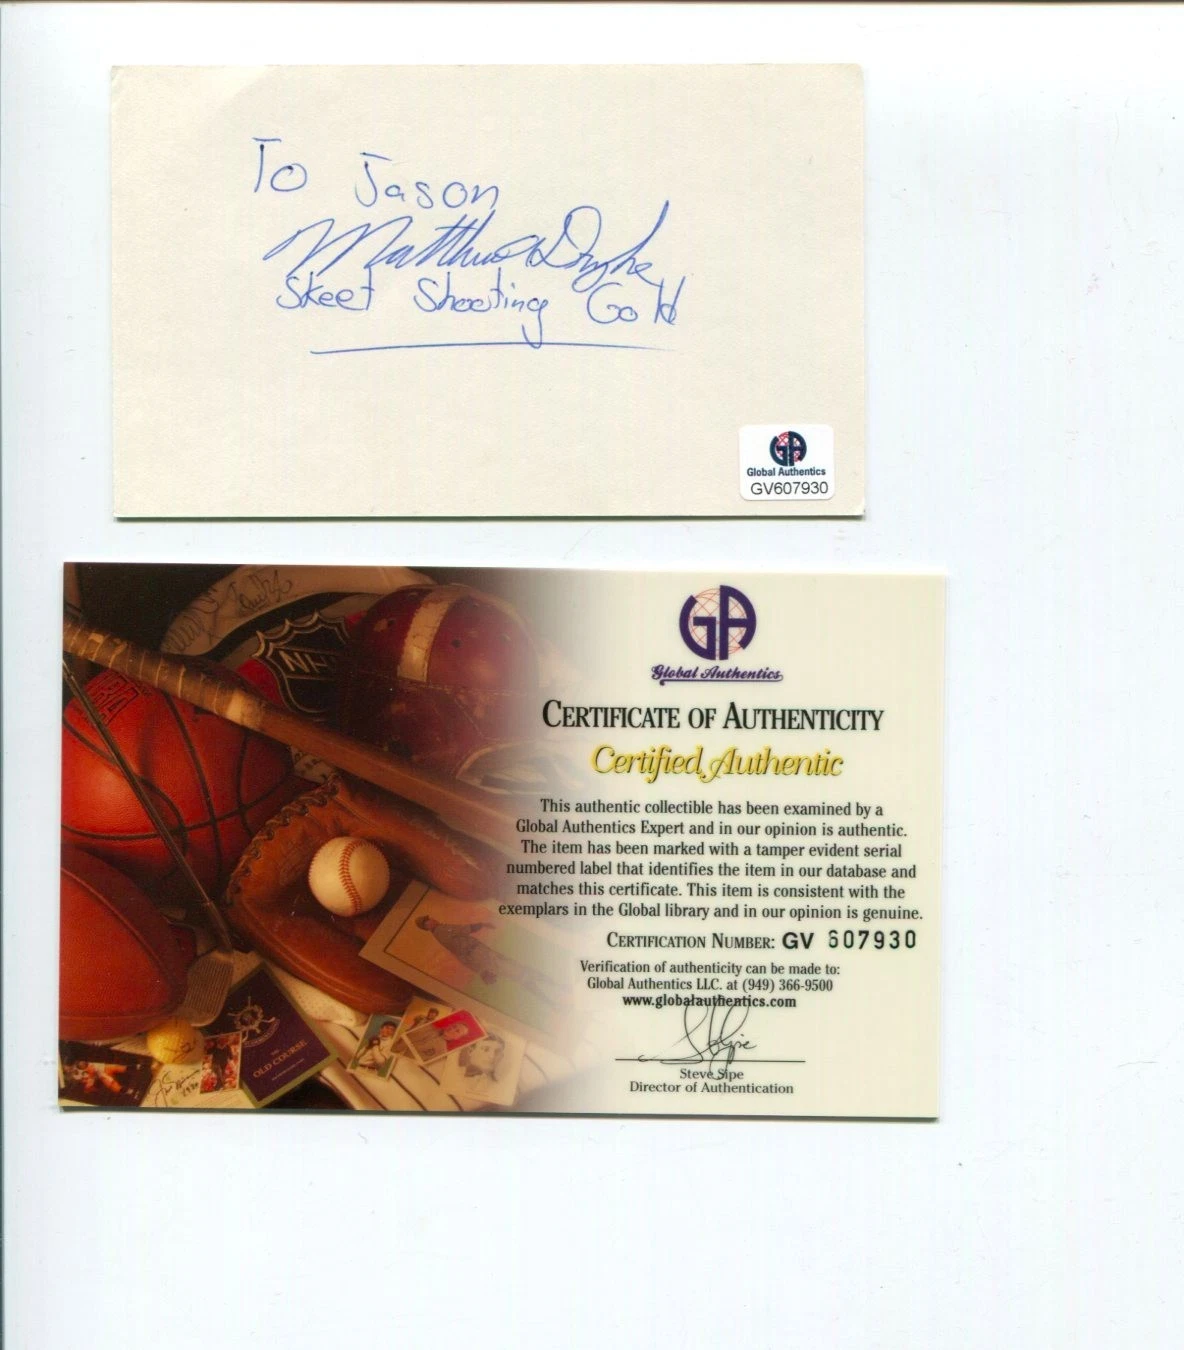 To Jason
Matthew Dryke
Skeet Shooting Gold
GA
Global Authentics
GV607930
NH
GA
Global Authentics
CERTIFICATE OF AUTHENTICITY
Certified Authentic
This authentic collectible has been examined by a
Global Authentics Expert and in our opinion is authentic.
The item has been marked with a tamper evident serial
numbered label that identifies the item in our database and
matches this certificate. This item is consistent with the
exemplars in the Global library and in our opinion is genuine.
CERTIFICATION NUMBER: GV 607930
Verification of authenticity can be made to:
Global Authentics LLC. at (949) 366-9500
www.globalauthentics.com
Steve Sipe
Director of Authentication
OLD COURSE